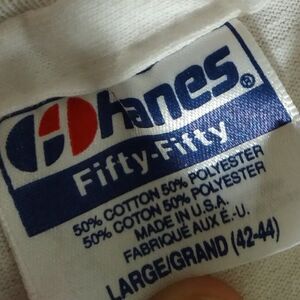 Hanes®
Fifty-Fifty
50% COTTON 50% POLYESTER
50% COTON 50% POLYESTER
MADE IN U.S.A.
FABRIQUÉ AUX É.-U.
LARGE/GRAND (42-44)